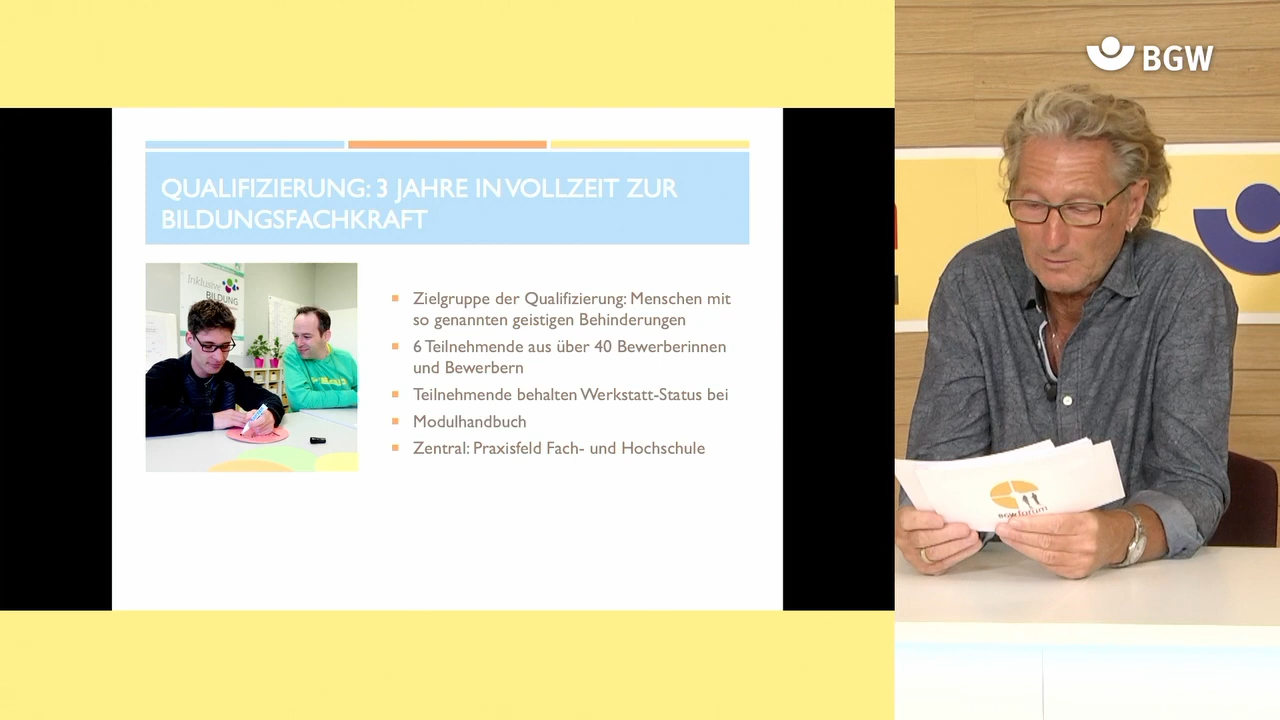 BGW
QUALIFIZIERUNG: 3 JAHRE IN VOLLZEIT ZUR
BILDUNGSFACHKRAFT
Inklusive
BILDUNG
Zielgruppe der Qualifizierung: Menschen mit
so genannten geistigen Behinderungen
6 Teilnehmende aus über 40 Bewerberinnen
und Bewerbern
Teilnehmende behalten Werkstatt-Status bei
Modulhandbuch
Zentral: Praxisfeld Fach- und Hochschule
BGWforum